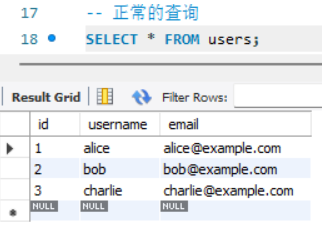 17 -- 正常的查询
18 SELECT * FROM users;
Result Grid Filter Rows:
id username email
1 alice alice@example.com
2 bob bob@example.com
3 charlie charlie@example.com
NULL NULL NULL